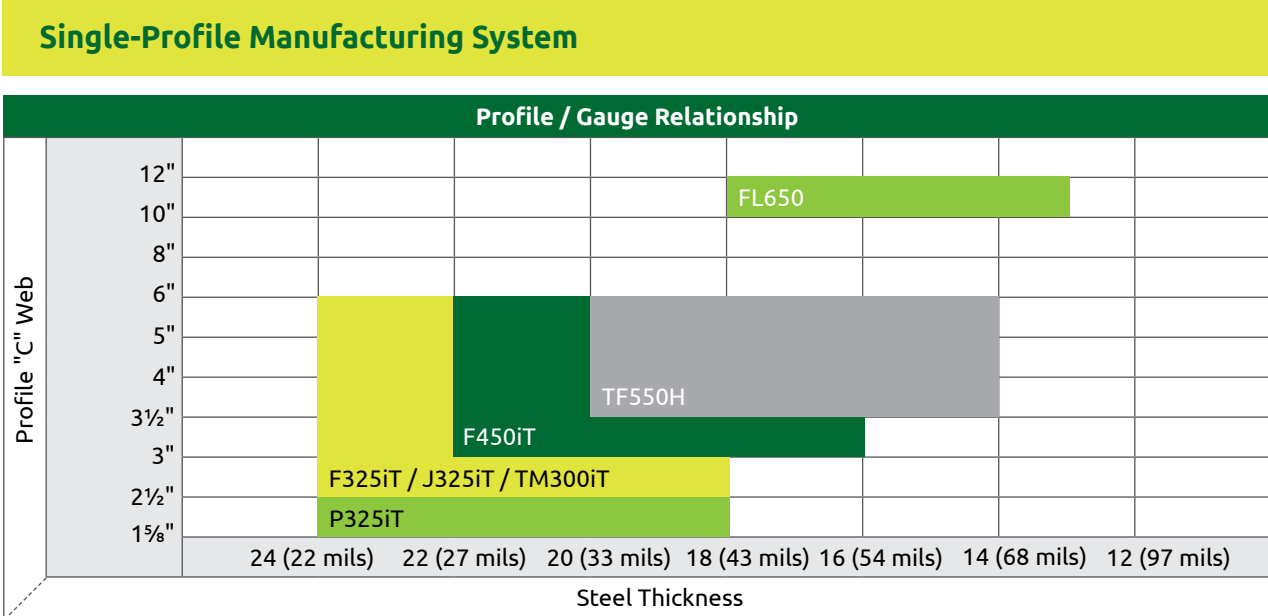 Single-Profile Manufacturing System
Profile / Gauge Relationship
Profile "C" Web
12"
FL650
10"
8"
6"
5"
4"
TF550H
3½"
F450iT
3"
F325iT / J325iT / TM300iT
2½"
P325iT
1⅝"
24 (22 mils) 22 (27 mils) 20 (33 mils) 18 (43 mils) 16 (54 mils) 14 (68 mils) 12 (97 mils)
Steel Thickness